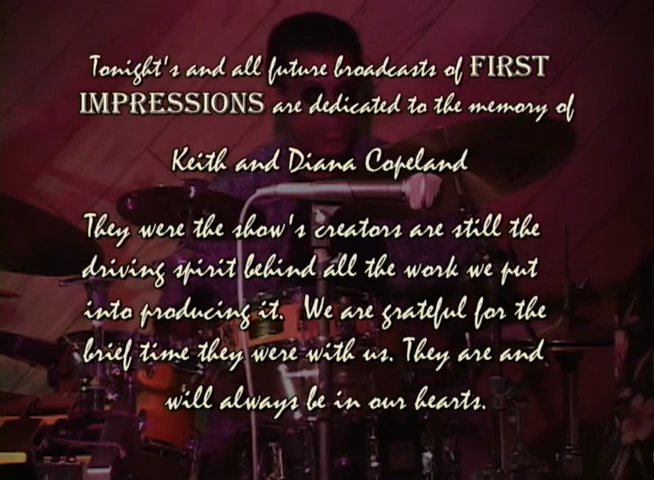 Tonight's and all future broadcasts of FIRST
IMPRESSIONS are dedicated to the memory of
Keith and Diana Copeland
They were the show's creators are still the
driving spirit behind all the work we put
into producing it. We are grateful for the
brief time they were with us. They are and
will always be in our hearts.